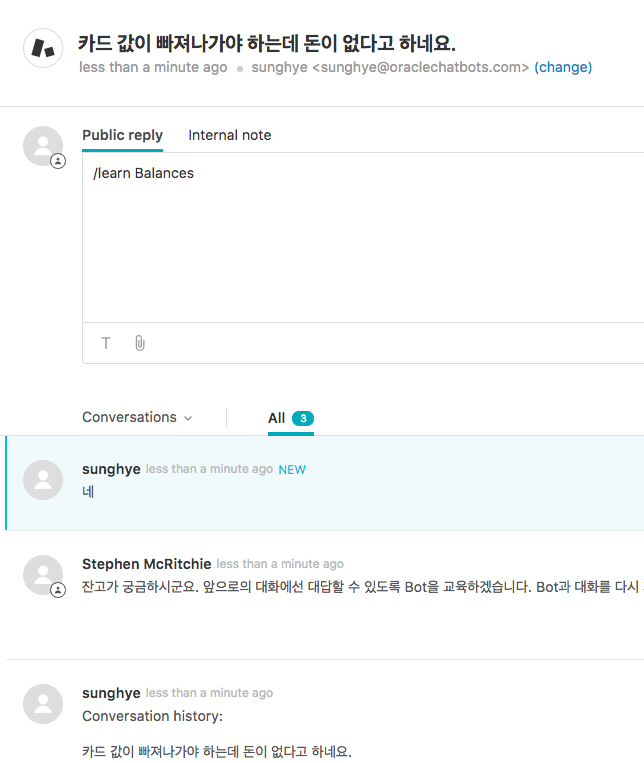 카드 값이 빠져나가야 하는데 돈이 없다고 하네요.
less than a minute ago ● sunghye <sunghye@oraclechatbots.com> (change)
Public reply Internal note
/learn Balances
T
Conversations All 3
sunghye less than a minute ago NEW
네
Stephen McRitchie less than a minute ago
잔고가 궁금하시군요. 앞으로의 대화에선 대답할 수 있도록 Bot을 교육하겠습니다. Bot과 대화를 다시
sunghye less than a minute ago
Conversation history:
카드 값이 빠져나가야 하는데 돈이 없다고 하네요.